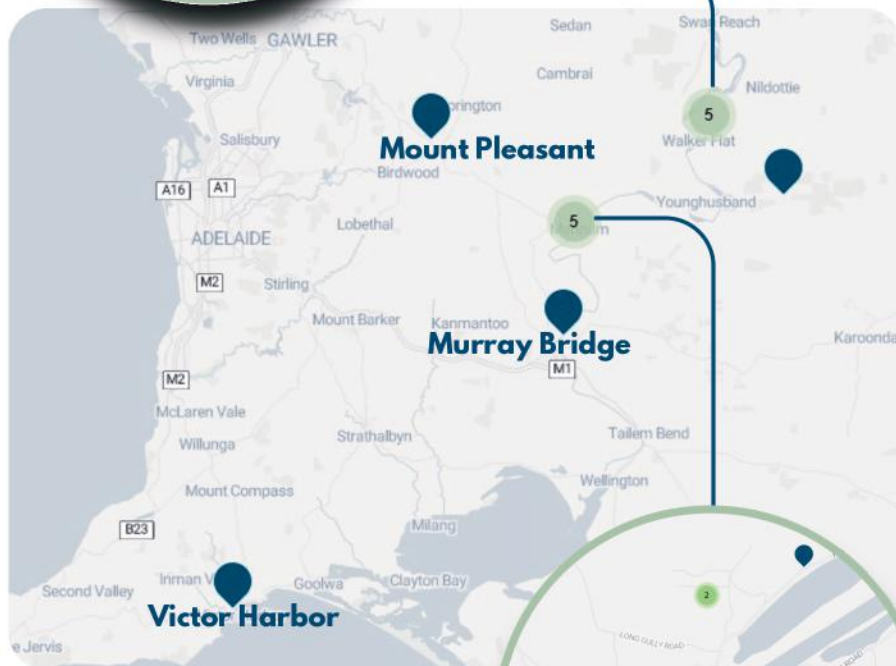 Sedan
Swan Reach
Two Wells GAWLER
Cambrai
Virginia
Nildottie
5
Salisbury
Mount Pleasant
Birdwood
A16 A1
Younghusband
Lobethal
5
ADELAIDE
M2
Stirling
Mount Barker
Kanmantoo
Karoonda
Murray Bridge
M1
M2
McLaren Vale
Strathalbyn
Tailem Bend
Willunga
Wellington
Mount Compass
B23
Milang
Second Valley
Goolwa
Clayton Bay
2
Victor Harbor
LONG GULLY ROAD
ROAD